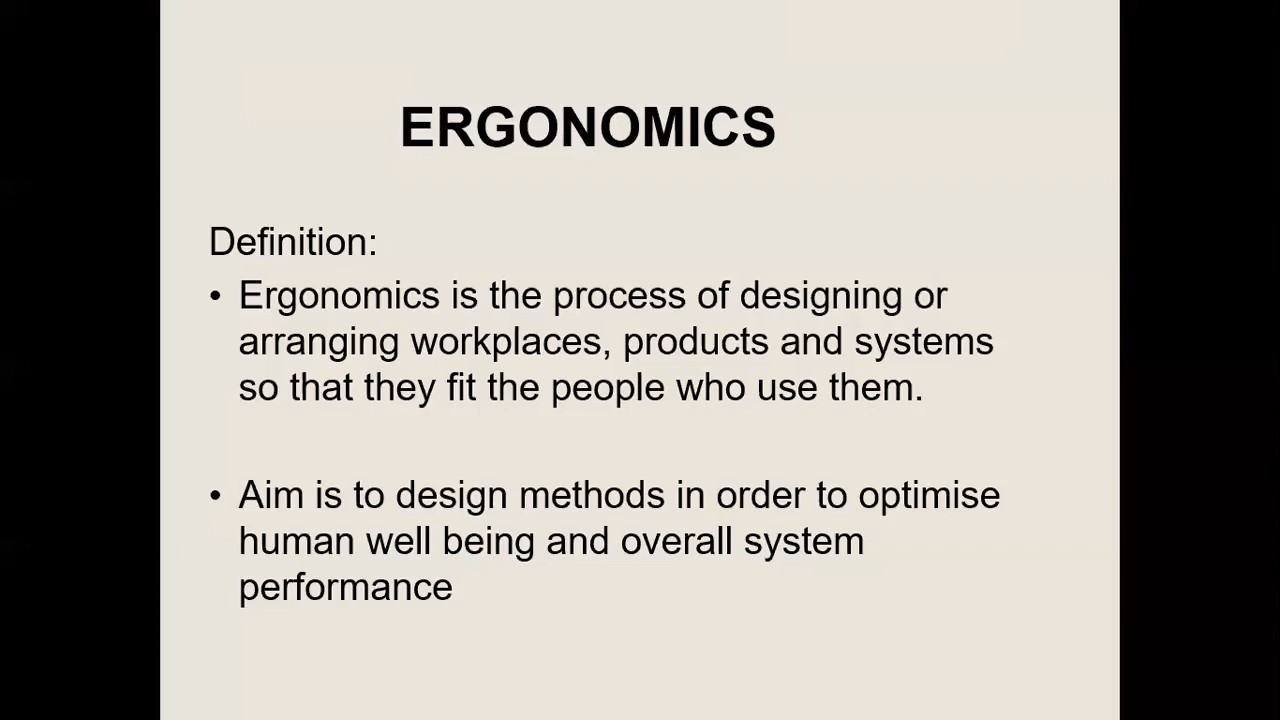 ERGONOMICS
Definition:
• Ergonomics is the process of designing or
arranging workplaces, products and systems
so that they fit the people who use them.
• Aim is to design methods in order to optimise
human well being and overall system
performance